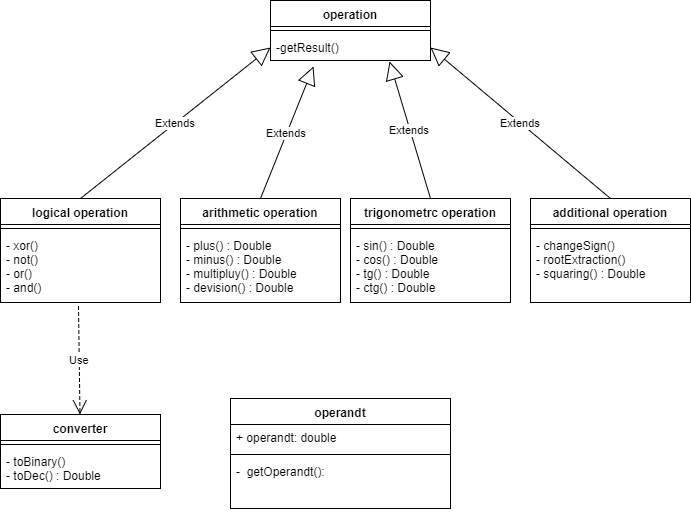 operation
-getResult()
Extends
Extends
Extends
Extends
logical operation
- xor()
- not()
- or()
- and()
arithmetic operation
- plus() : Double
- minus() : Double
- multipluy() : Double
- devision() : Double
trigonometrc operation
- sin() : Double
- cos() : Double
- tg() : Double
- ctg() : Double
additional operation
- changeSign()
- rootExtraction()
- squaring() : Double
Use
converter
- toBinary()
- toDec() : Double
operandt
+ operandt: double
- getOperandt():